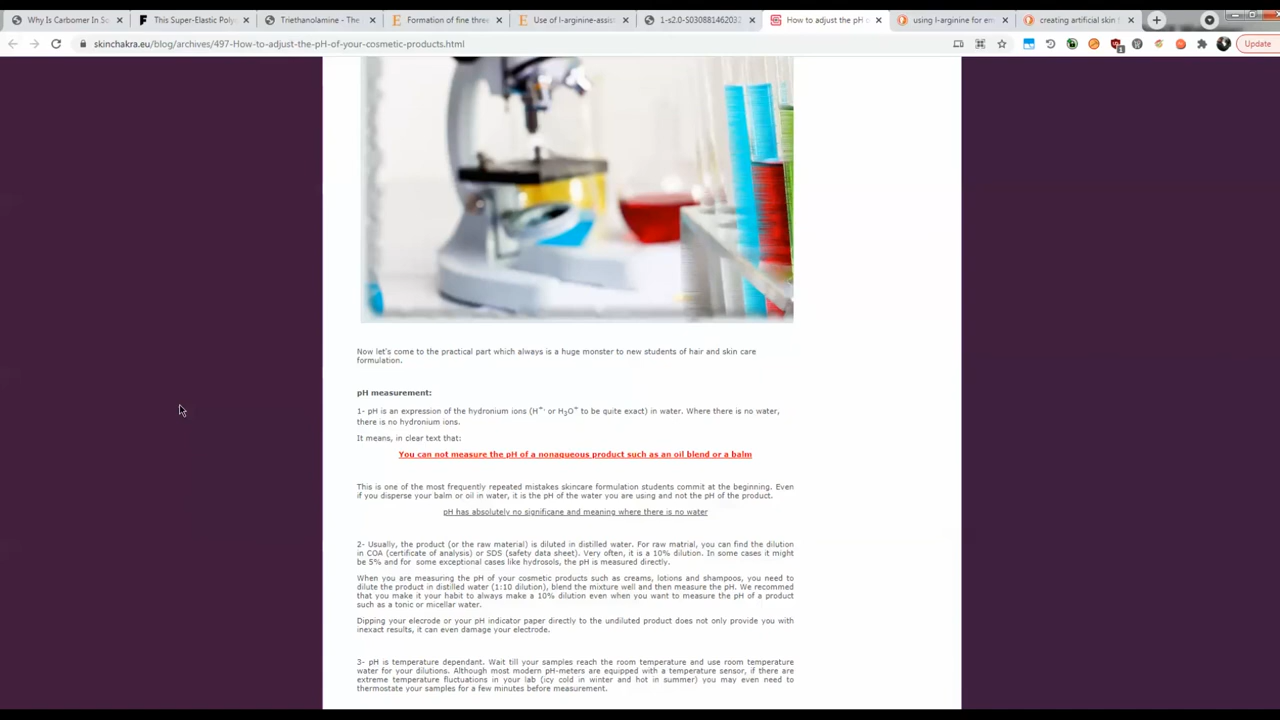 Why Is Carbomer In So
This Super-Elastic Poly
Triethanolamine - The
Formation of fine three
Use of l-arginine-assis
1-s2.0-S03088146203
How to adjust the pH o
using l-arginine for em
creating artificial skin f
skinchakra.eu/blog/archives/497-How-to-adjust-the-pH-of-your-cosmetic-products.html
1
Update
Now let's come to the practical part which always is a huge monster to new students of hair and skin care
formulation.
pH measurement:
1- pH is an expression of the hydronium ions (H+ or H3O+ to be quite exact) in water. Where there is no water,
there is no hydronium ions.
It means, in clear text that:
You can not measure the pH of a nonaqueous product such as an oil blend or a balm
This is one of the most frequently repeated mistakes skincare formulation students commit at the beginning. Even
if you disperse your balm or oil in water, it is the pH of the water you are using and not the pH of the product.
pH has absolutely no significane and meaning where there is no water
2- Usually, the product (or the raw material) is diluted in distilled water. For raw matrial, you can find the dilution
in COA (certificate of analysis) or SDS (safety data sheet). Very often, it is a 10% dilution. In some cases it might
be 5% and for some exceptional cases like hydrosols, the pH is measured directly.
When you are measuring the pH of your cosmetic products such as creams, lotions and shampoos, you need to
dilute the product in distilled water (1:10 dilution), blend the mixture well and then measure the pH. We recommed
that you make it your habit to always make a 10% dilution even when you want to measure the pH of a product
such as a tonic or micellar water.
Dipping your elecrode or your pH indicator paper directly to the undiluted product does not only provide you with
inexact results, it can even damage your electrode.
3- pH is temperature dependant. Wait till your samples reach the room temperature and use room temperature
water for your dilutions. Although most modern pH-meters are equipped with a temperature sensor, if there are
extreme temperature fluctuations in your lab (icy cold in winter and hot in summer) you may even need to
thermostate your samples for a few minutes before measurement.